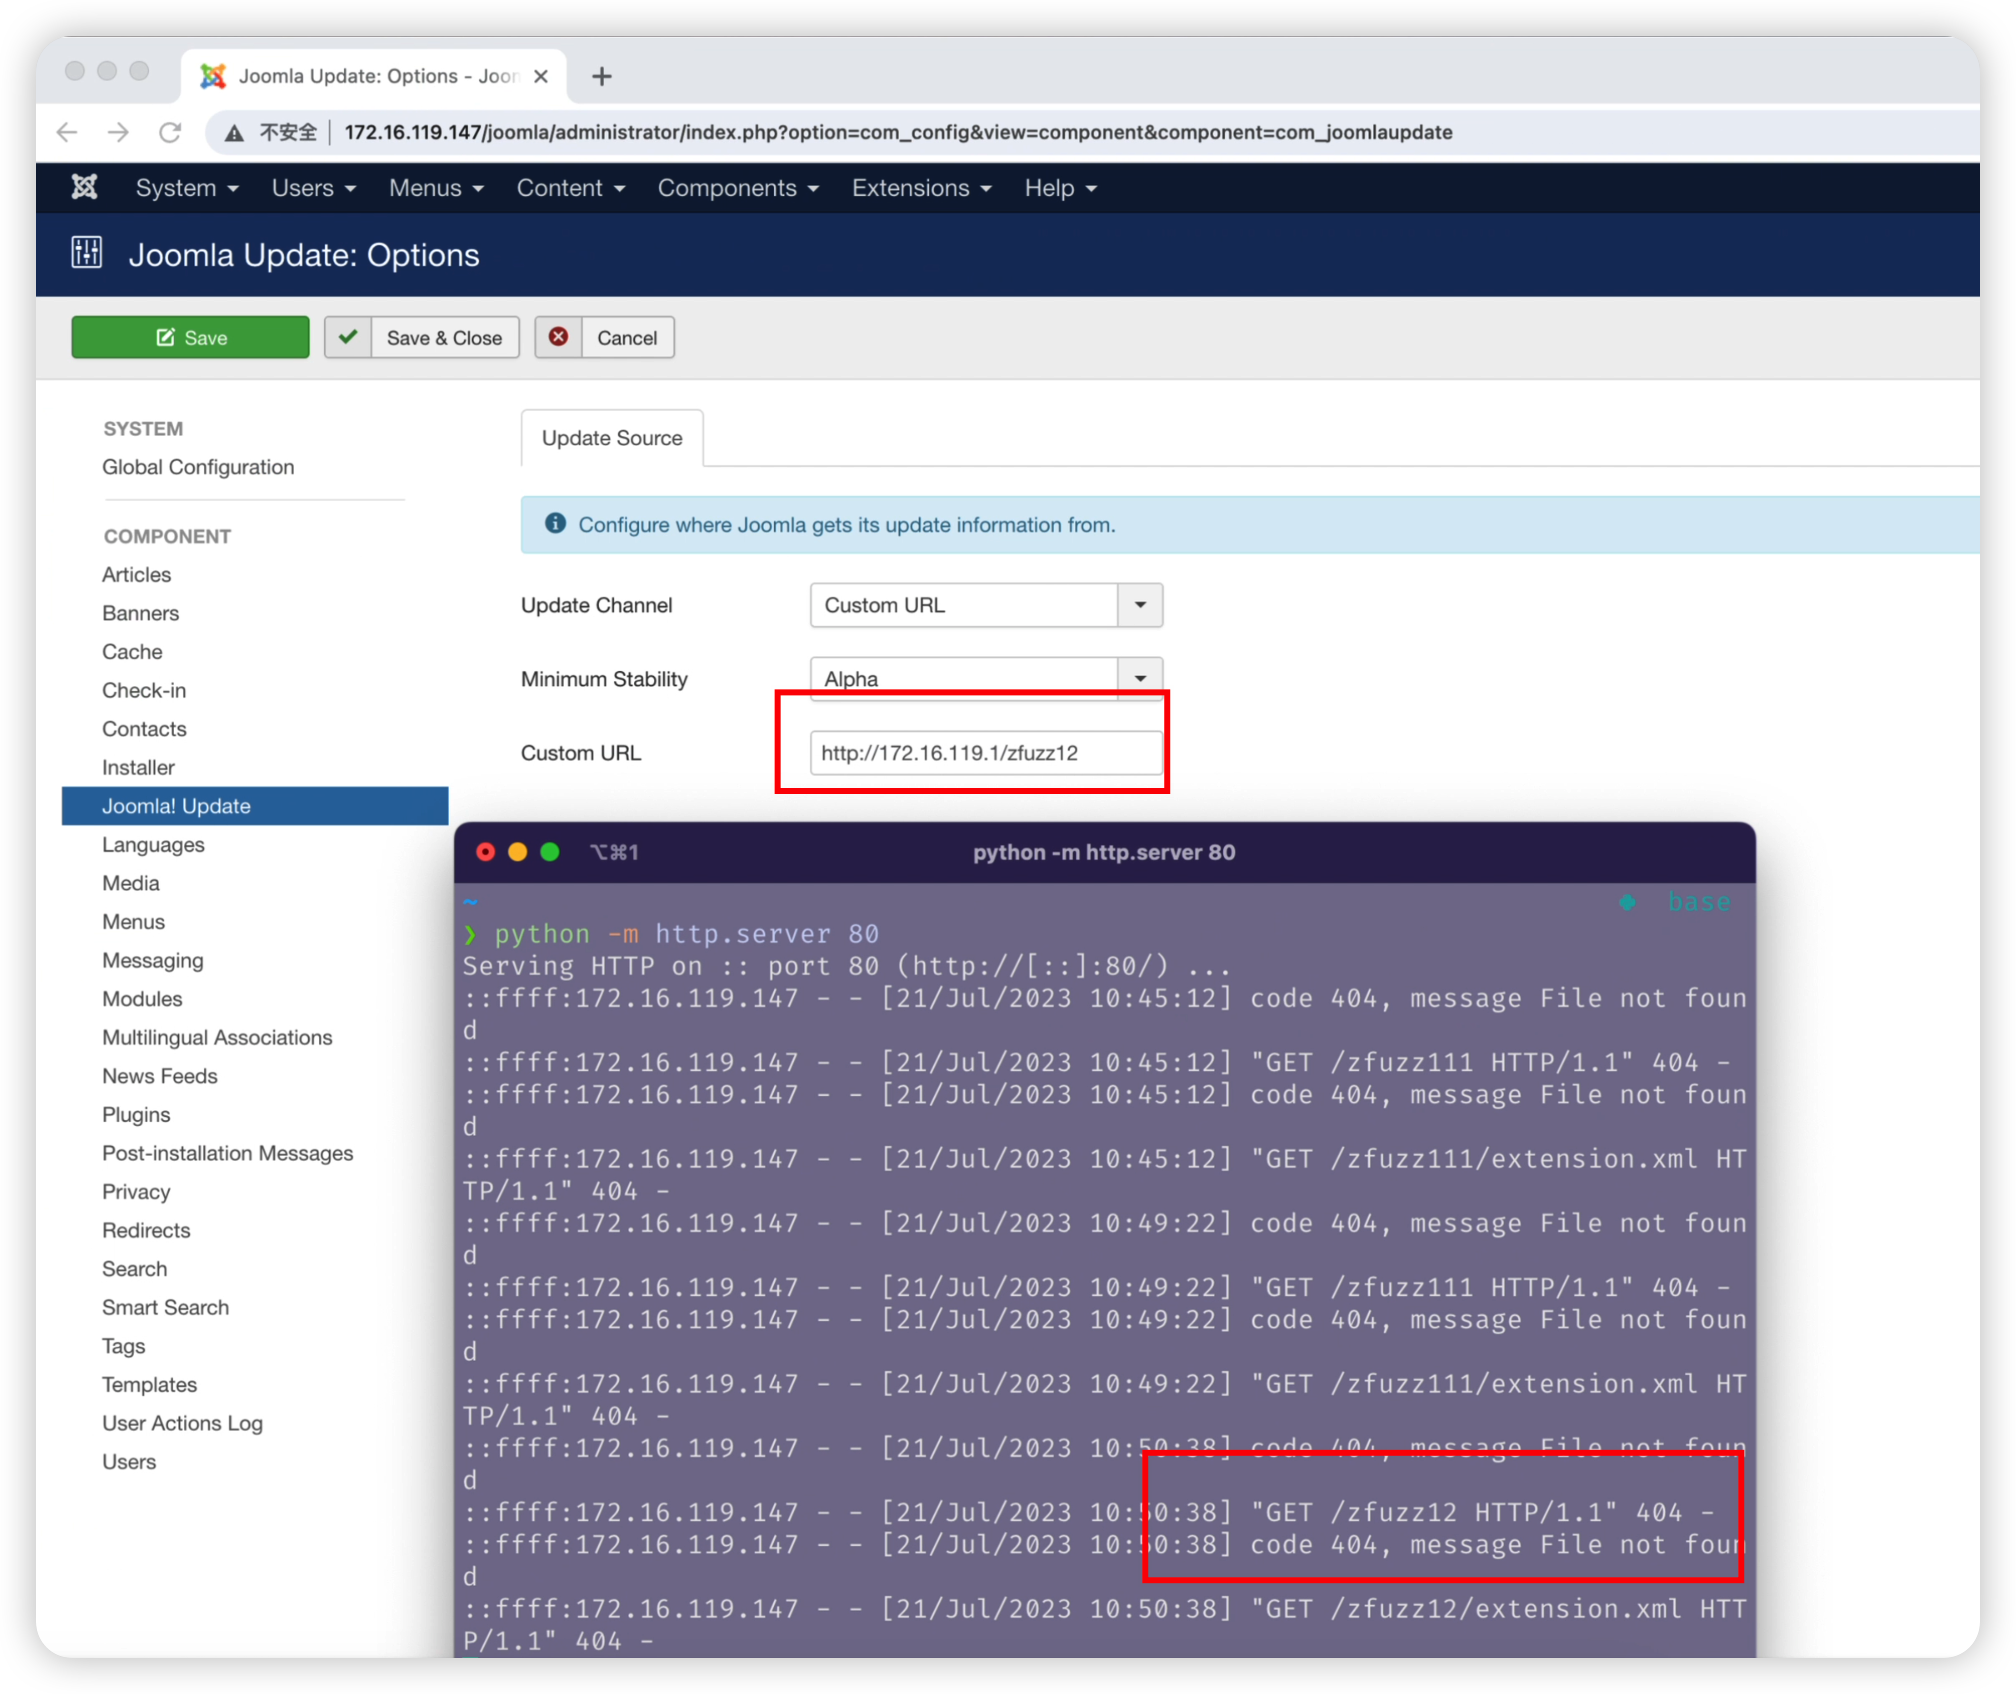 Joomla Update: Options - Joon
不安全 | 172.16.119.147/joomla/administrator/index.php?option=com_config&view=component&component=com_joomlaupdate
System Users Menus Content Components Extensions Help
Joomla Update: Options
Save Save & Close Cancel
SYSTEM
Global Configuration
COMPONENT
Articles
Banners
Cache
Check-in
Contacts
Installer
Joomla! Update
Languages
Media
Menus
Messaging
Modules
Multilingual Associations
News Feeds
Plugins
Post-installation Messages
Privacy
Redirects
Search
Smart Search
Tags
Templates
User Actions Log
Users
Update Source
Configure where Joomla gets its update information from.
Update Channel Custom URL
Minimum Stability Alpha
Custom URL http://172.16.119.1/zfuzz12
⌥⌘1 python -m http.server 80
~ base
❯ python -m http.server 80
Serving HTTP on :: port 80 (http://[::]:80/) ...
::ffff:172.16.119.147 - - [21/Jul/2023 10:45:12] code 404, message File not foun
d
::ffff:172.16.119.147 - - [21/Jul/2023 10:45:12] "GET /zfuzz111 HTTP/1.1" 404 -
::ffff:172.16.119.147 - - [21/Jul/2023 10:45:12] code 404, message File not foun
d
::ffff:172.16.119.147 - - [21/Jul/2023 10:45:12] "GET /zfuzz111/extension.xml HT
TP/1.1" 404 -
::ffff:172.16.119.147 - - [21/Jul/2023 10:49:22] code 404, message File not foun
d
::ffff:172.16.119.147 - - [21/Jul/2023 10:49:22] "GET /zfuzz111 HTTP/1.1" 404 -
::ffff:172.16.119.147 - - [21/Jul/2023 10:49:22] code 404, message File not foun
d
::ffff:172.16.119.147 - - [21/Jul/2023 10:49:22] "GET /zfuzz111/extension.xml HT
TP/1.1" 404 -
::ffff:172.16.119.147 - - [21/Jul/2023 10:50:38] code 404, message File not foun
d
::ffff:172.16.119.147 - - [21/Jul/2023 10:50:38] "GET /zfuzz12 HTTP/1.1" 404 -
::ffff:172.16.119.147 - - [21/Jul/2023 10:50:38] code 404, message File not foun
d
::ffff:172.16.119.147 - - [21/Jul/2023 10:50:38] "GET /zfuzz12/extension.xml HTT
P/1.1" 404 -